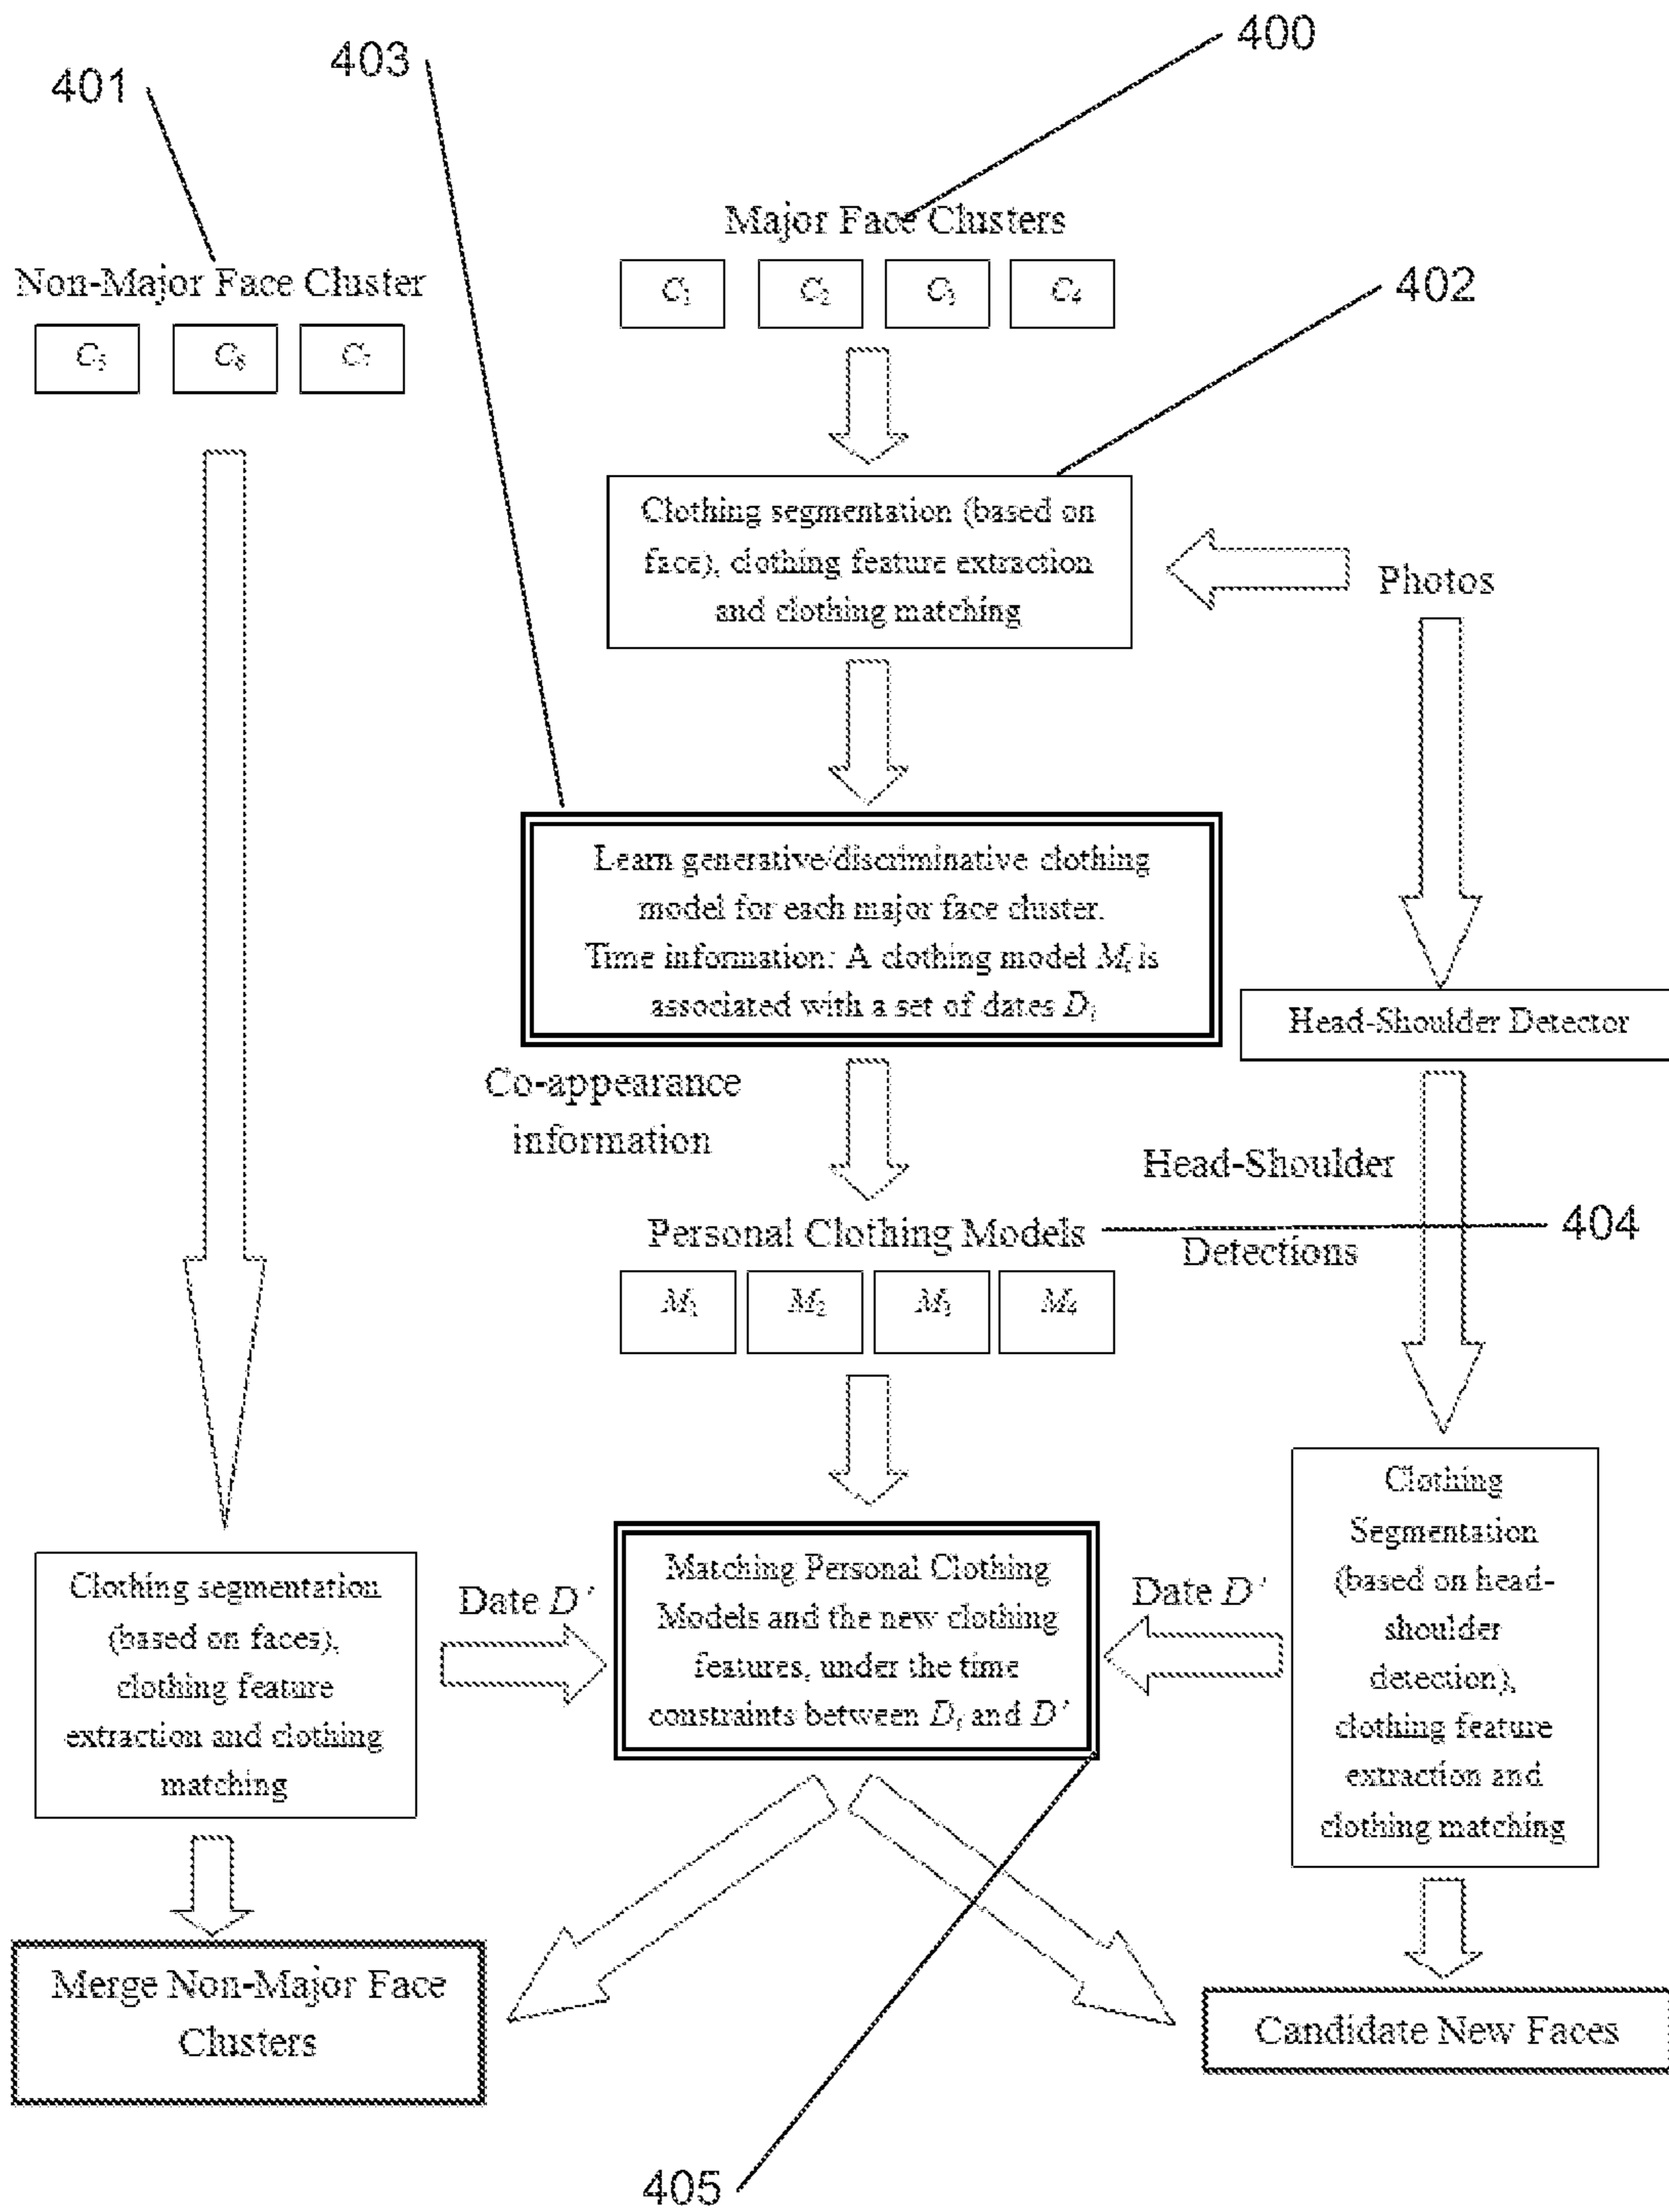 400
403
401
Major Face Clusters
C₁ C₂ C₃ C₄
402
Non-Major Face Cluster
C₅ C₈ C₇
Clothing segmentation (based on
face), clothing feature extraction
and clothing matching
Photos
Learn generative/discriminative clothing
model for each major face cluster.
Time information: A clothing model Mᵢ is
associated with a set of dates Dᵢ
Head-Shoulder Detector
Co-appearance
information
Head-Shoulder
Detections
404
Personal Clothing Models
M₁ M₂ M₃ M₄
Clothing segmentation
(based on faces),
clothing feature
extraction and clothing
matching
Date D'
Matching Personal Clothing
Models and the new clothing
features, under the time
constraints between Dᵢ and D'
Date D'
Clothing
Segmentation
(based on head-
shoulder
detection),
clothing feature
extraction and
clothing matching
Merge Non-Major Face
Clusters
Candidate New Faces
405